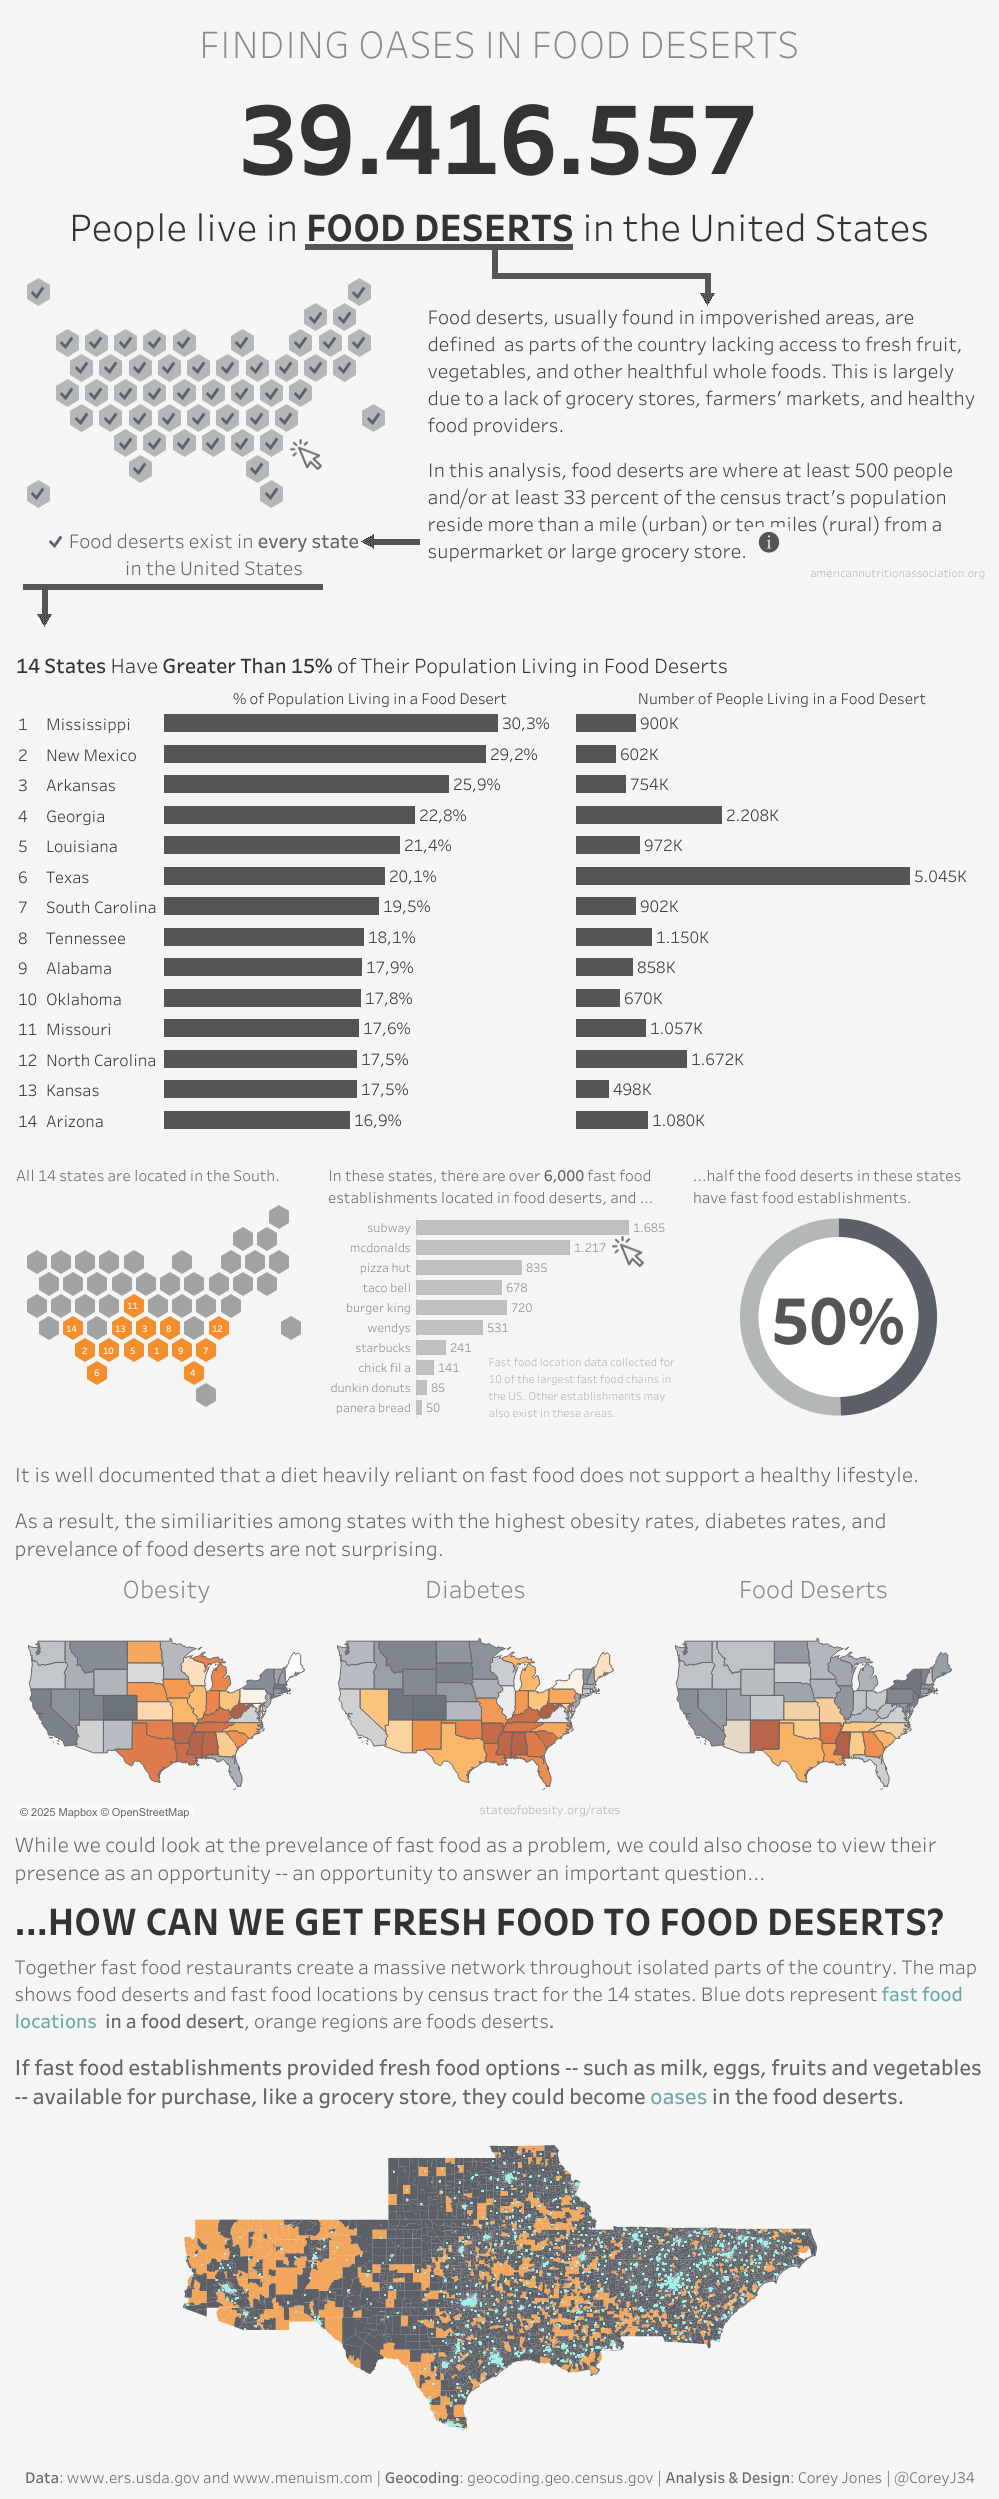 FINDING OASES IN FOOD DESERTS
39.416.557
People live in FOOD DESERTS in the United States
Food deserts, usually found in impoverished areas, are
defined as parts of the country lacking access to fresh fruit,
vegetables, and other healthful whole foods. This is largely
due to a lack of grocery stores, farmers' markets, and healthy
food providers.
In this analysis, food deserts are where at least 500 people
and/or at least 33 percent of the census tract's population
reside more than a mile (urban) or ten miles (rural) from a
supermarket or large grocery store.
i
americannutritionassociation.org
✓ Food deserts exist in every state
in the United States
14 States Have Greater Than 15% of Their Population Living in Food Deserts
% of Population Living in a Food Desert
Number of People Living in a Food Desert
1 Mississippi 30,3% 900K
2 New Mexico 29,2% 602K
3 Arkansas 25,9% 754K
4 Georgia 22,8% 2.208K
5 Louisiana 21,4% 972K
6 Texas 20,1% 5.045K
7 South Carolina 19,5% 902K
8 Tennessee 18,1% 1.150K
9 Alabama 17,9% 858K
10 Oklahoma 17,8% 670K
11 Missouri 17,6% 1.057K
12 North Carolina 17,5% 1.672K
13 Kansas 17,5% 498K
14 Arizona 16,9% 1.080K
All 14 states are located in the South.
11
14 13 3 8 12
2 10 5 1 9 7
6 4
In these states, there are over 6,000 fast food
establishments located in food deserts, and ...
subway 1.685
mcdonalds 1.217
pizza hut 835
taco bell 678
burger king 720
wendys 531
starbucks 241
chick fil a 141
dunkin donuts 85
panera bread 50
Fast food location data collected for
10 of the largest fast food chains in
the US. Other establishments may
also exist in these areas.
...half the food deserts in these states
have fast food establishments.
50%
It is well documented that a diet heavily reliant on fast food does not support a healthy lifestyle.
As a result, the similiarities among states with the highest obesity rates, diabetes rates, and
prevelance of food deserts are not surprising.
Obesity
Diabetes
Food Deserts
© 2025 Mapbox © OpenStreetMap
stateofobesity.org/rates
While we could look at the prevelance of fast food as a problem, we could also choose to view their
presence as an opportunity -- an opportunity to answer an important question...
...HOW CAN WE GET FRESH FOOD TO FOOD DESERTS?
Together fast food restaurants create a massive network throughout isolated parts of the country. The map
shows food deserts and fast food locations by census tract for the 14 states. Blue dots represent fast food
locations in a food desert, orange regions are foods deserts.
If fast food establishments provided fresh food options -- such as milk, eggs, fruits and vegetables
-- available for purchase, like a grocery store, they could become oases in the food deserts.
Data: www.ers.usda.gov and www.menuism.com | Geocoding: geocoding.geo.census.gov | Analysis & Design: Corey Jones | @CoreyJ34